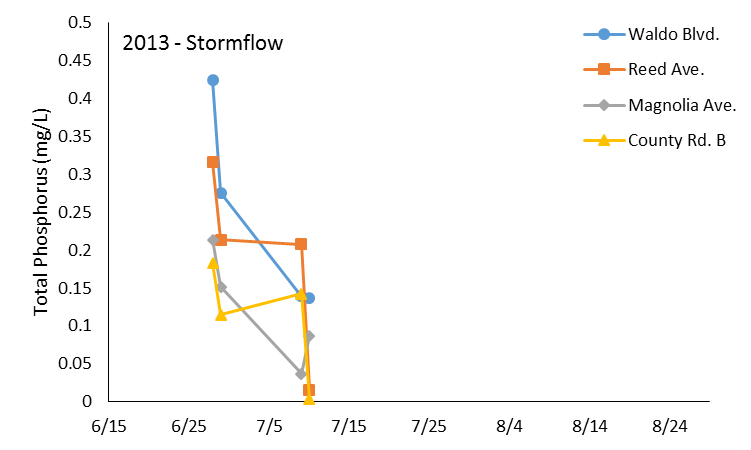 2013 - Stormflow
Waldo Blvd.
Reed Ave.
Magnolia Ave.
County Rd. B
Total Phosphorus (mg/L)
0.5
0.45
0.4
0.35
0.3
0.25
0.2
0.15
0.1
0.05
0
6/15 6/25 7/5 7/15 7/25 8/4 8/14 8/24